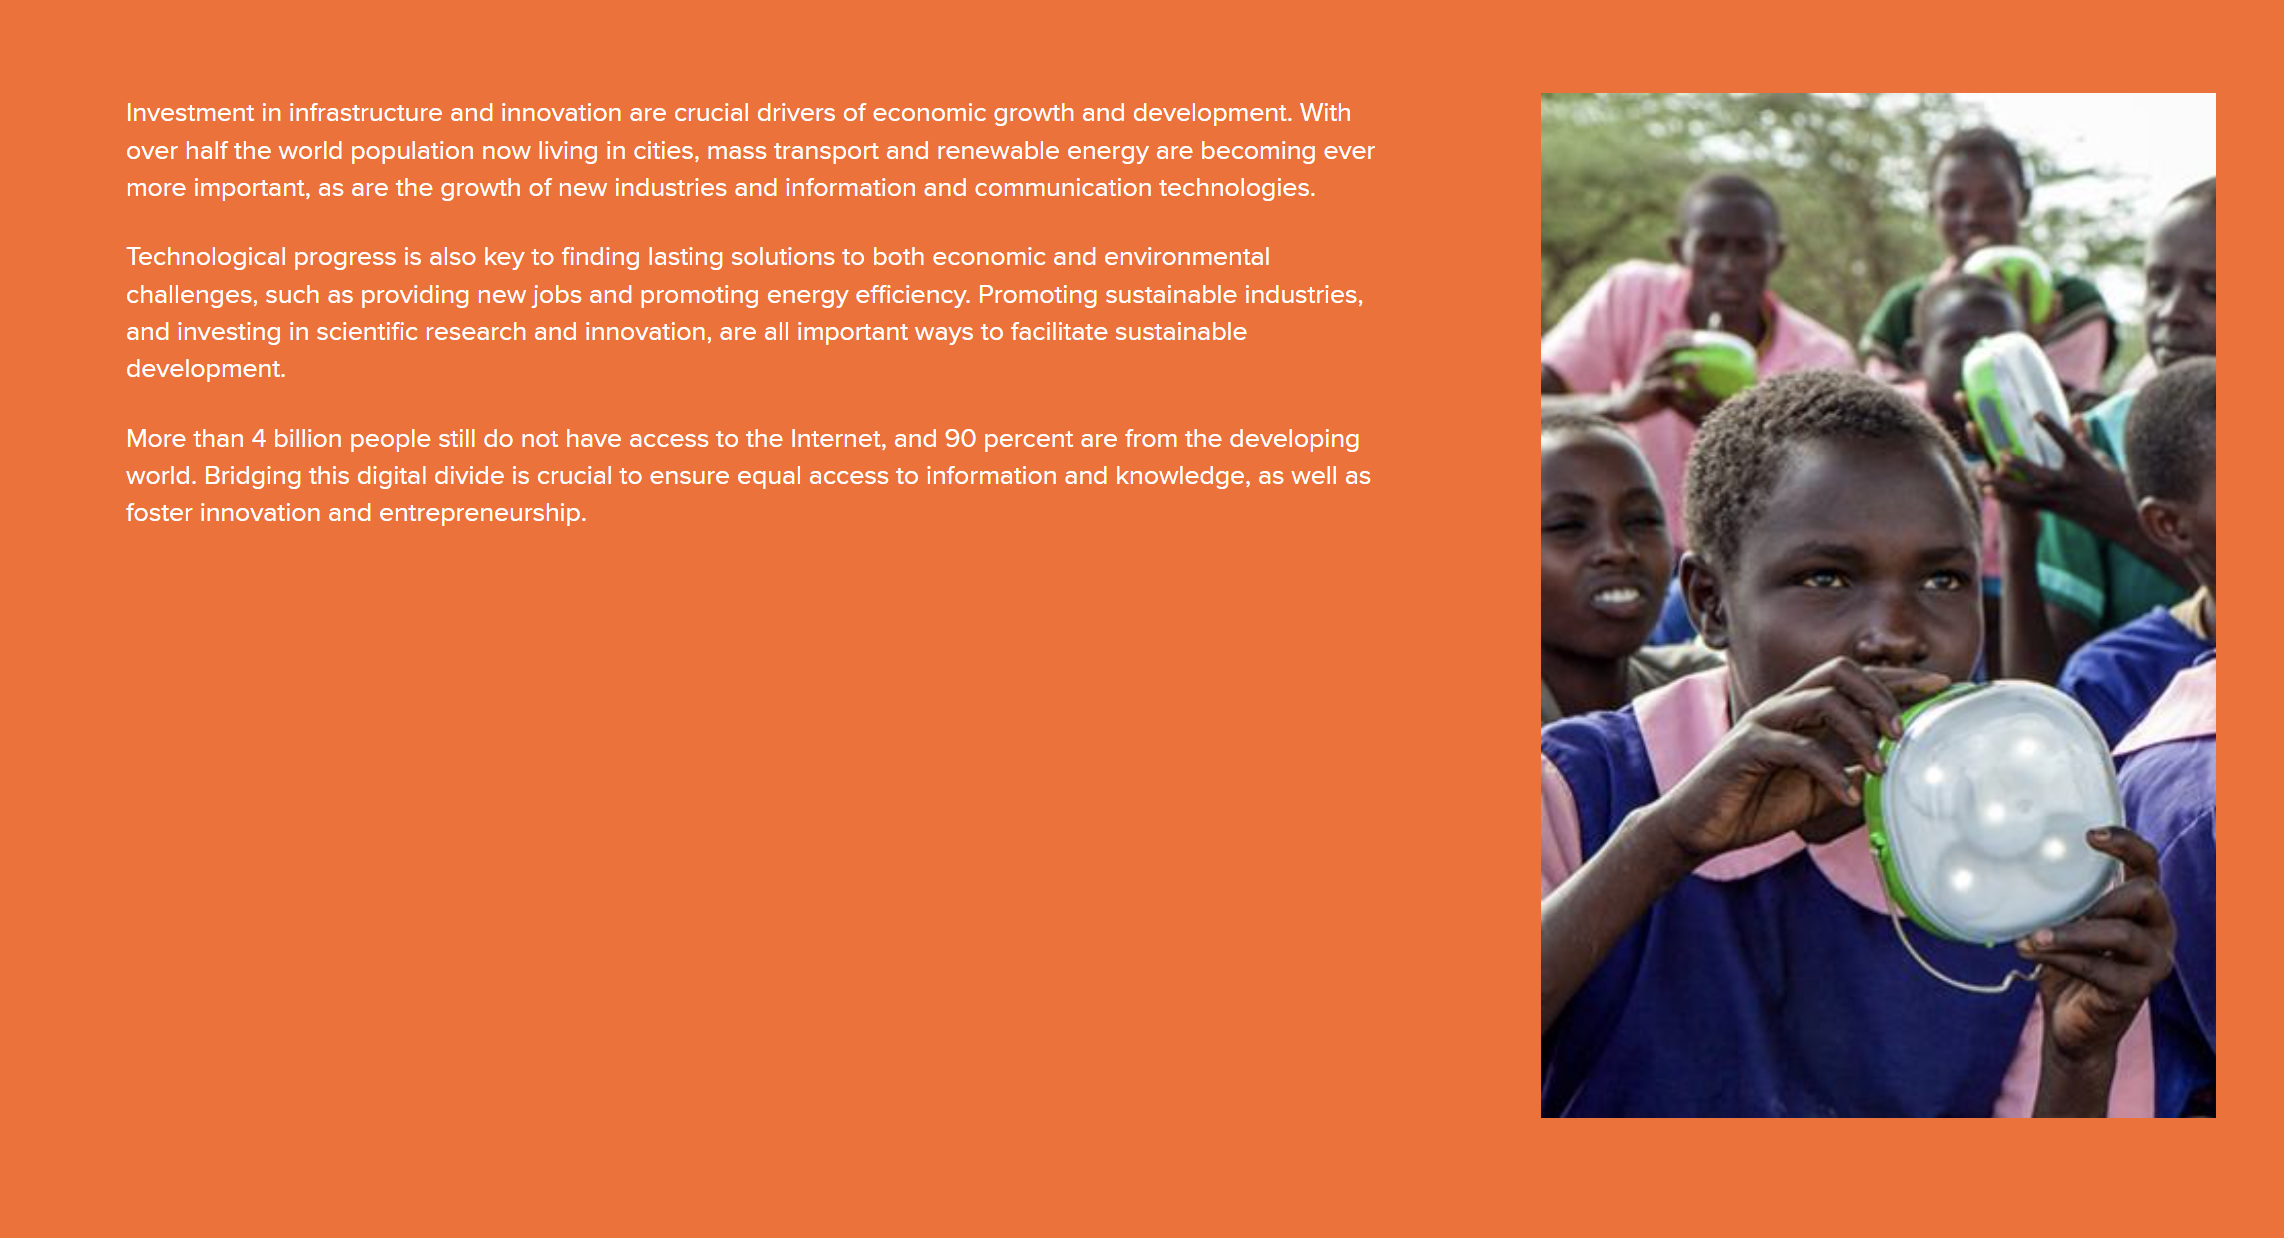 Investment in infrastructure and innovation are crucial drivers of economic growth and development. With
over half the world population now living in cities, mass transport and renewable energy are becoming ever
more important, as are the growth of new industries and information and communication technologies.
Technological progress is also key to finding lasting solutions to both economic and environmental
challenges, such as providing new jobs and promoting energy efficiency. Promoting sustainable industries,
and investing in scientific research and innovation, are all important ways to facilitate sustainable
development.
More than 4 billion people still do not have access to the Internet, and 90 percent are from the developing
world. Bridging this digital divide is crucial to ensure equal access to information and knowledge, as well as
foster innovation and entrepreneurship.